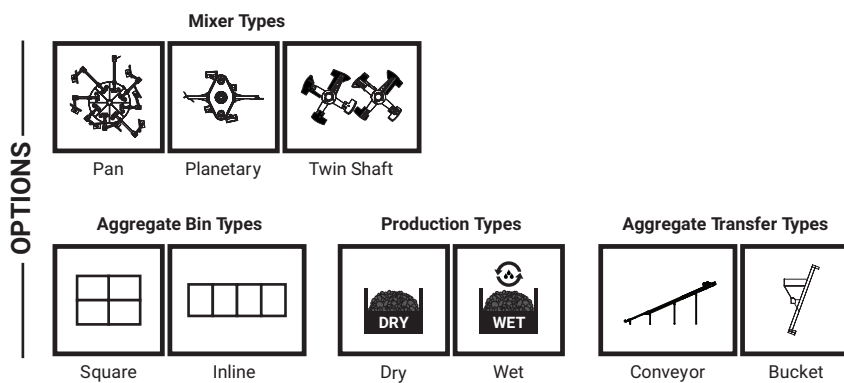 OPTIONS
Mixer Types
Pan Planetary Twin Shaft
Aggregate Bin Types Production Types Aggregate Transfer Types
DRY WET
Square Inline Dry Wet Conveyor Bucket